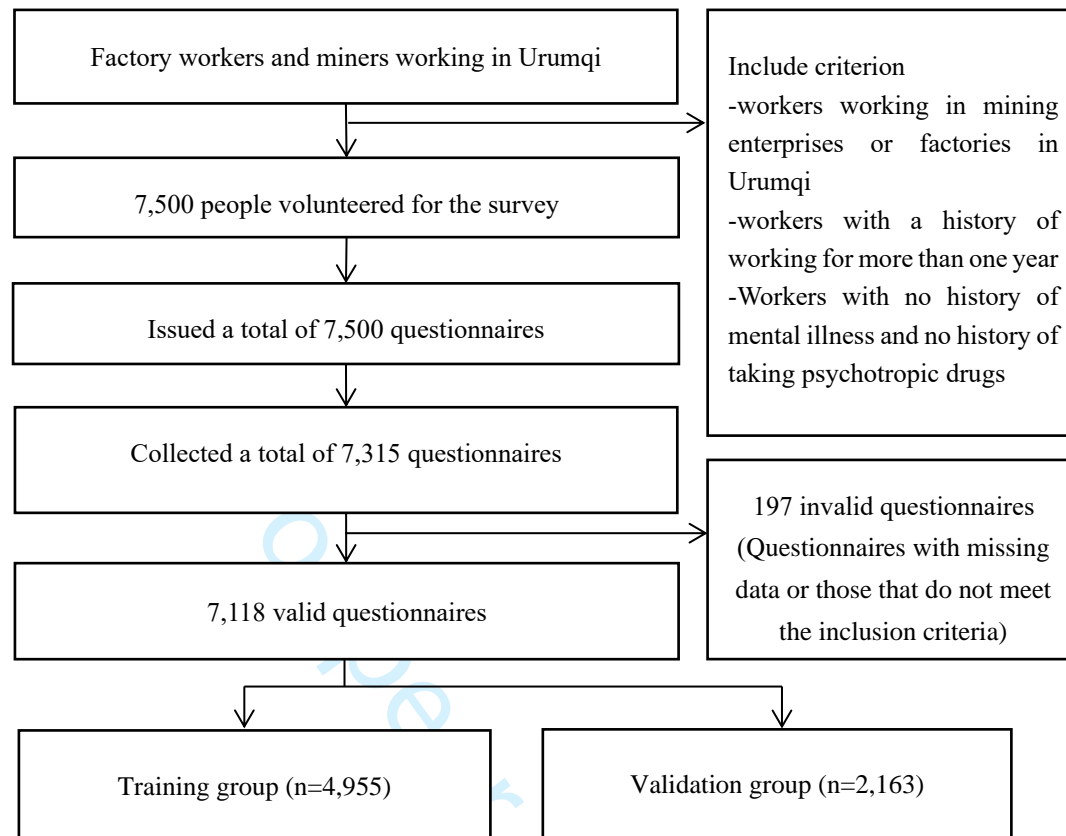 Factory workers and miners working in Urumqi
Include criterion
-workers working in mining
enterprises or factories in
Urumqi
-workers with a history of
working for more than one year
-Workers with no history of
mental illness and no history of
taking psychotropic drugs
7,500 people volunteered for the survey
Issued a total of 7,500 questionnaires
Collected a total of 7,315 questionnaires
197 invalid questionnaires
(Questionnaires with missing
data or those that do not meet
the inclusion criteria)
7,118 valid questionnaires
Training group (n=4,955)
Validation group (n=2,163)